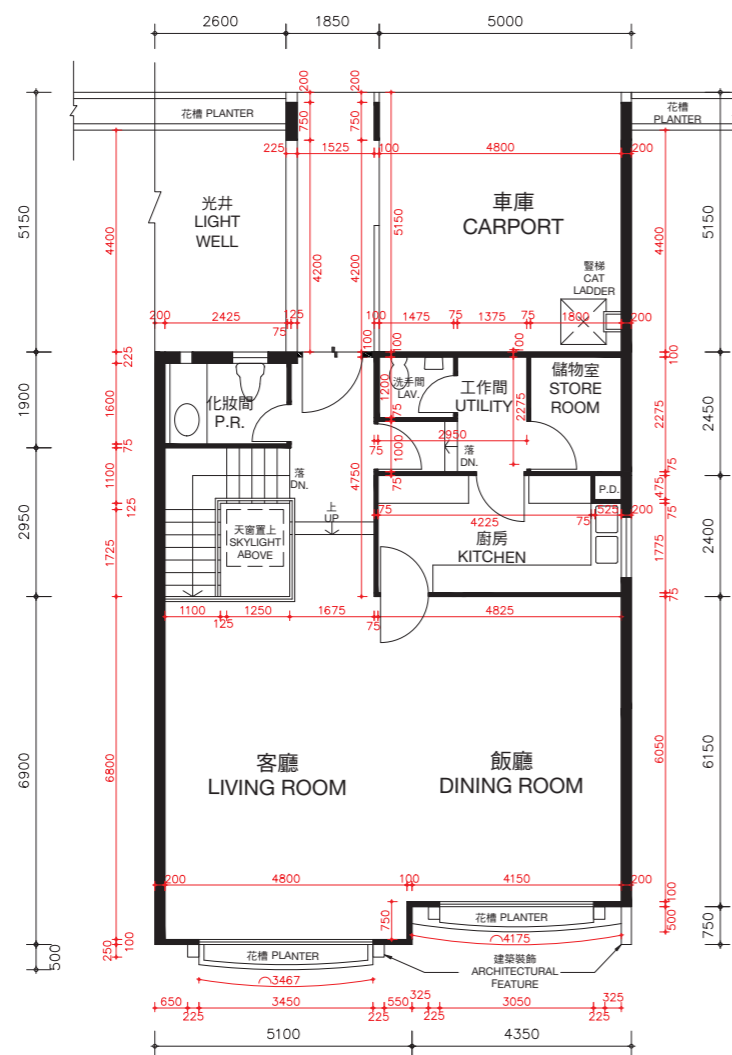 2600
1850
5000
200
200
花槽 PLANTER
花槽
PLANTER
750
750
225
1525
100
4800
200
光井
LIGHT
WELL
車庫
CARPORT
5150
4400
4200
4200
5150
4400
5150
豎梯
CAT
LADDER
200
2425
125
75
100
1475
75
1375
75
1800
200
225
100
100
100
100
化妝間
P.R.
洗手間
LAV.
工作間
UTILITY
儲物室
STORE
ROOM
1900
1600
1200
2275
2275
2450
75
75
2950
75
1000
落
DN.
75
落
DN.
1100
4750
75
475
P.D.
125
上
UP
75
4225
75
525
200
75
2950
1725
天窗置上
SKYLIGHT
ABOVE
廚房
KITCHEN
1775
2400
75
1100
125
1250
1675
75
4825
客廳
LIVING ROOM
飯廳
DINING ROOM
6900
6800
6050
6150
200
4800
100
4150
200
100
750
花槽 PLANTER
500
750
4175
500
250
100
花槽 PLANTER
建築裝飾
ARCHITECTURAL
FEATURE
3467
650
225
3450
225
550
325
225
3050
225
325
5100
4350